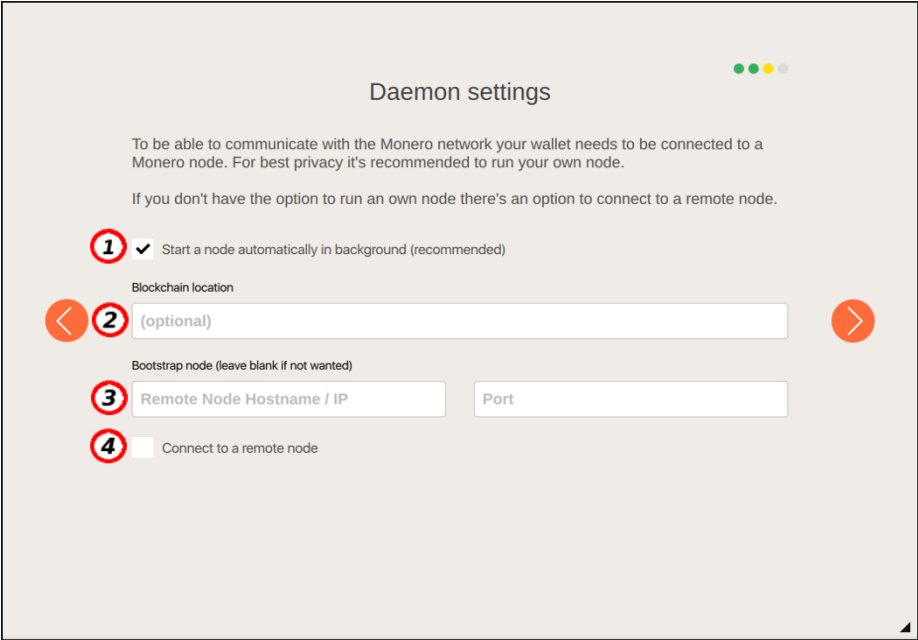 Daemon settings
To be able to communicate with the Monero network your wallet needs to be connected to a
Monero node. For best privacy it's recommended to run your own node.
If you don't have the option to run an own node there's an option to connect to a remote node.
1 Start a node automatically in background (recommended)
Blockchain location
2 (optional)
Bootstrap node (leave blank if not wanted)
3 Remote Node Hostname / IP Port
4 Connect to a remote node